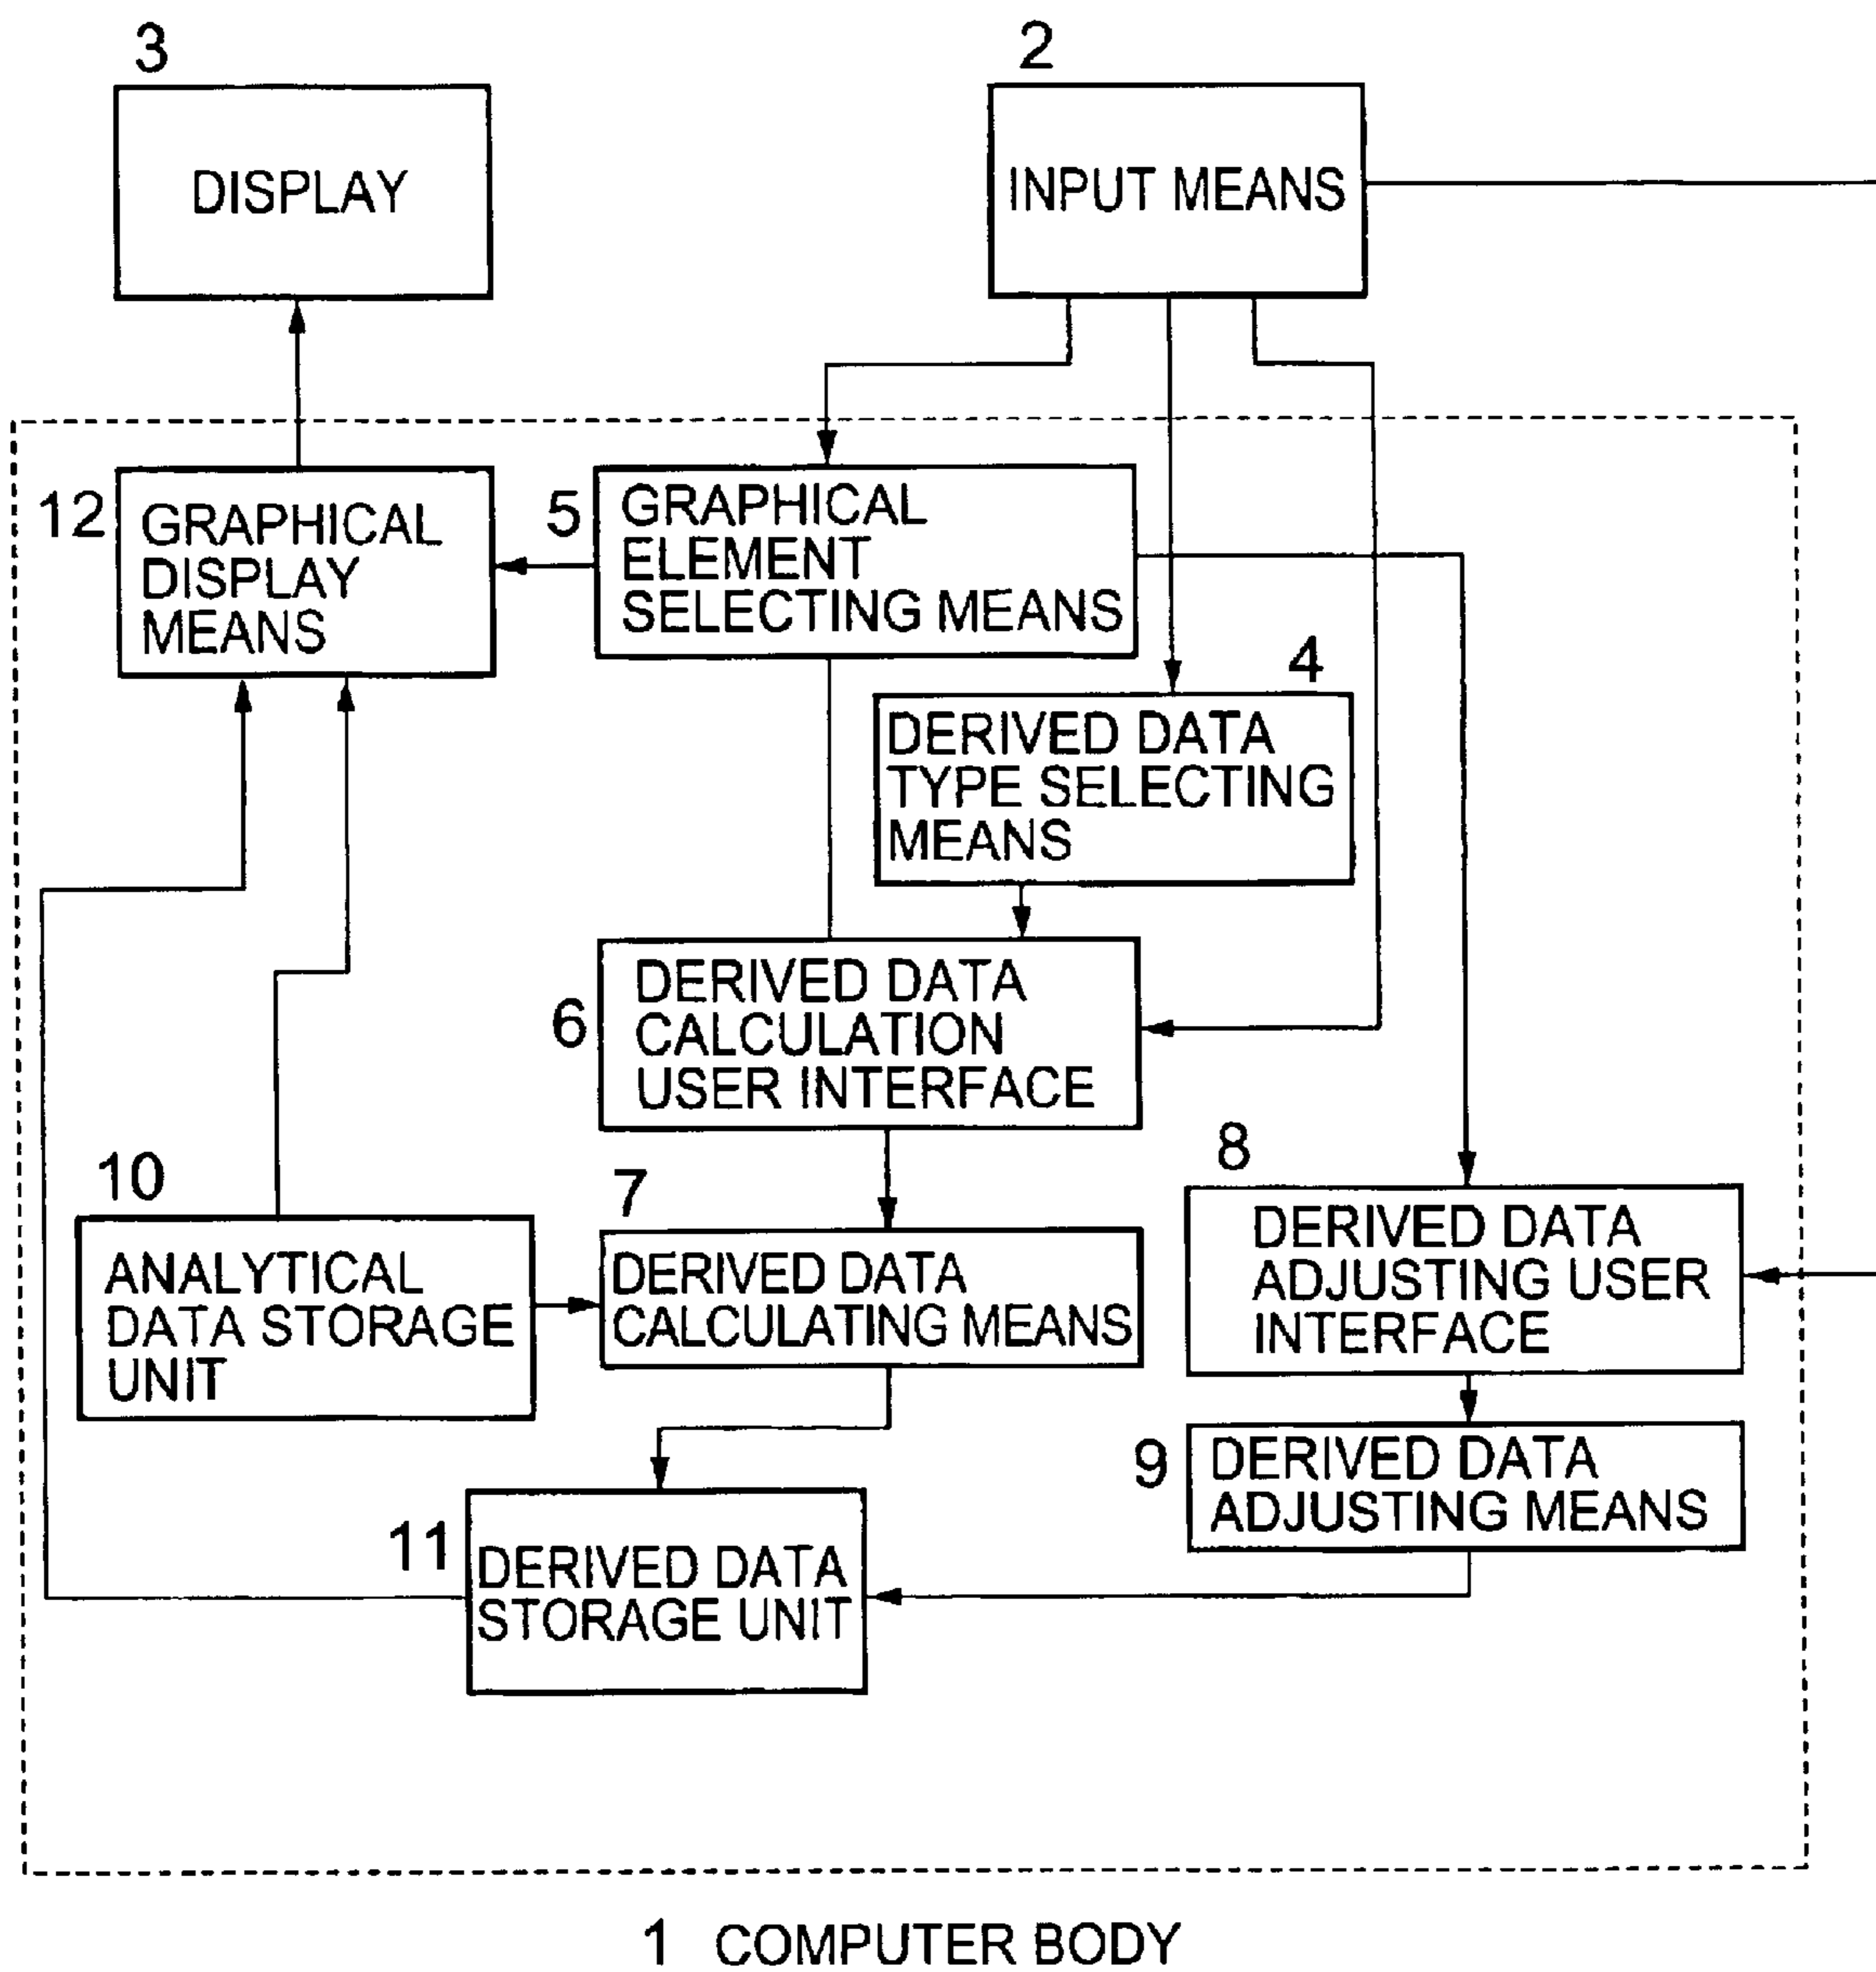 3
DISPLAY
2
INPUT MEANS
12
GRAPHICAL
DISPLAY
MEANS
5
GRAPHICAL
ELEMENT
SELECTING MEANS
4
DERIVED DATA
TYPE SELECTING
MEANS
6
DERIVED DATA
CALCULATION
USER INTERFACE
10
ANALYTICAL
DATA STORAGE
UNIT
7
DERIVED DATA
CALCULATING MEANS
8
DERIVED DATA
ADJUSTING USER
INTERFACE
9
DERIVED DATA
ADJUSTING MEANS
11
DERIVED DATA
STORAGE UNIT
1 COMPUTER BODY